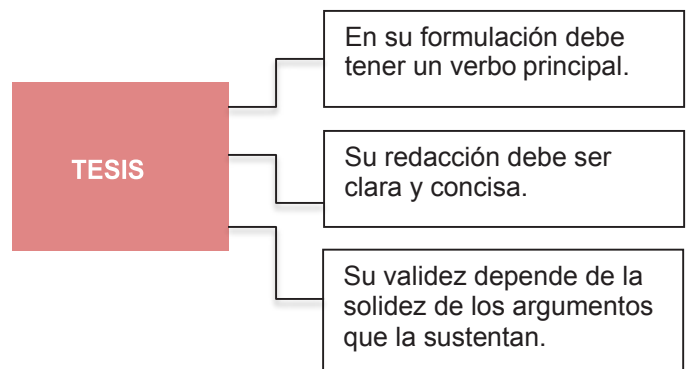 TESIS
En su formulación debe
tener un verbo principal.
Su redacción debe ser
clara y concisa.
Su validez depende de la
solidez de los argumentos
que la sustentan.